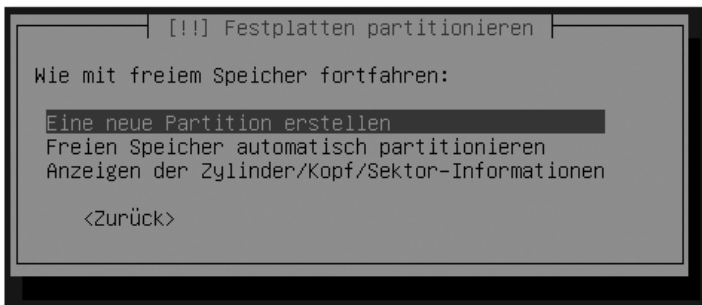 [!!] Festplatten partitionieren
Wie mit freiem Speicher fortfahren:
Eine neue Partition erstellen
Freien Speicher automatisch partitionieren
Anzeigen der Zylinder/Kopf/Sektor-Informationen
<Zurück>